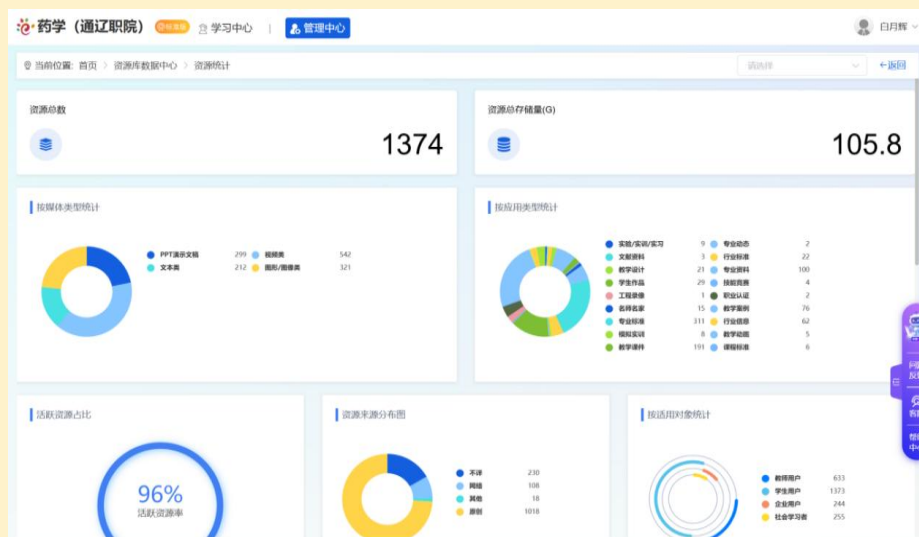 药学（通辽职院）
标准版
学习中心
管理中心
白月辉
当前位置: 首页 > 资源库数据中心 > 资源统计
请选择
←返回
资源总数
1374
资源总存储量(G)
105.8
按媒体类型统计
PPT演示文稿 299 视频类 542
文本类 212 图形/图像类 321
按应用类型统计
实验/实训/实习 9 专业动态 2
文献资料 3 行业标准 22
教学设计 21 专业资料 100
学生作品 29 技能竞赛 4
工程录像 1 职业认证 2
名师名家 15 教学案例 76
专业标准 311 行业信息 62
模拟实训 8 教学动画 5
教学课件 191 课程标准 6
活跃资源占比
96%
活跃资源率
资源来源分布图
不详 230
网络 108
其他 18
原创 1018
按适用对象统计
教师用户 633
学生用户 1373
企业用户 244
社会学习者 255